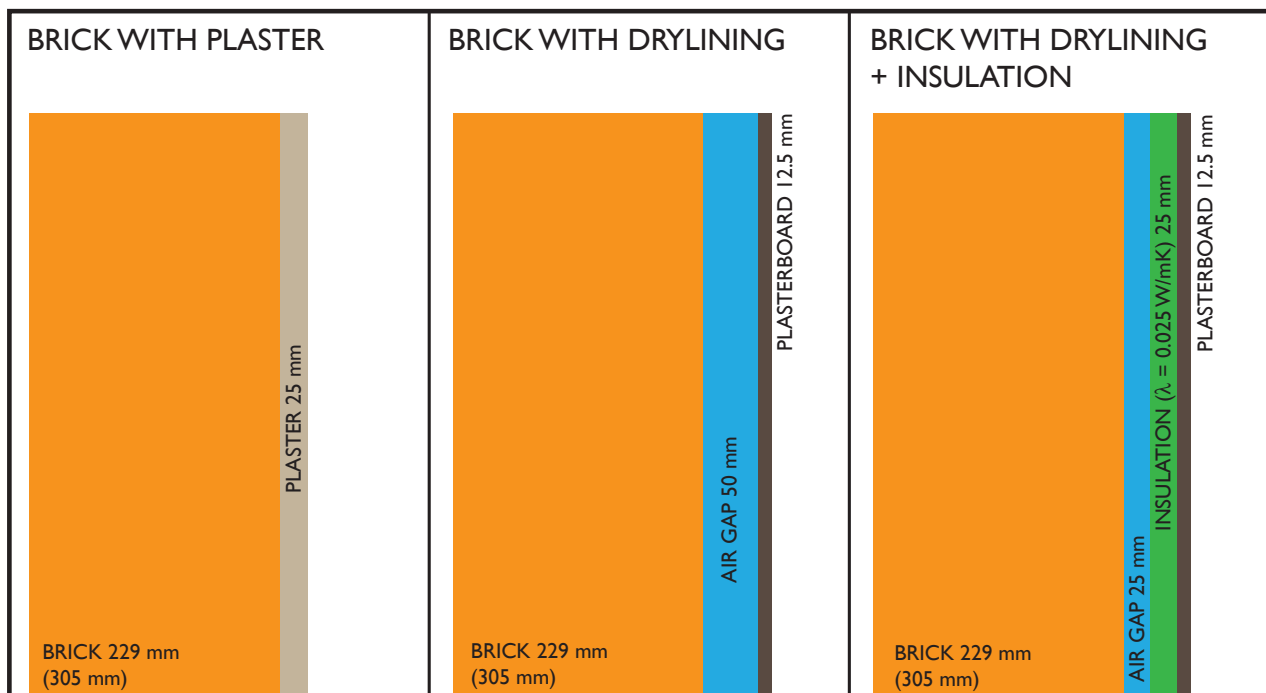 BRICK WITH PLASTER
PLASTER 25 mm
BRICK 229 mm
(305 mm)
BRICK WITH DRYLINING
AIR GAP 50 mm
PLASTERBOARD 12.5 mm
BRICK 229 mm
(305 mm)
BRICK WITH DRYLINING
+ INSULATION
AIR GAP 25 mm
INSULATION (λ = 0.025 W/mK) 25 mm
PLASTERBOARD 12.5 mm
BRICK 229 mm
(305 mm)